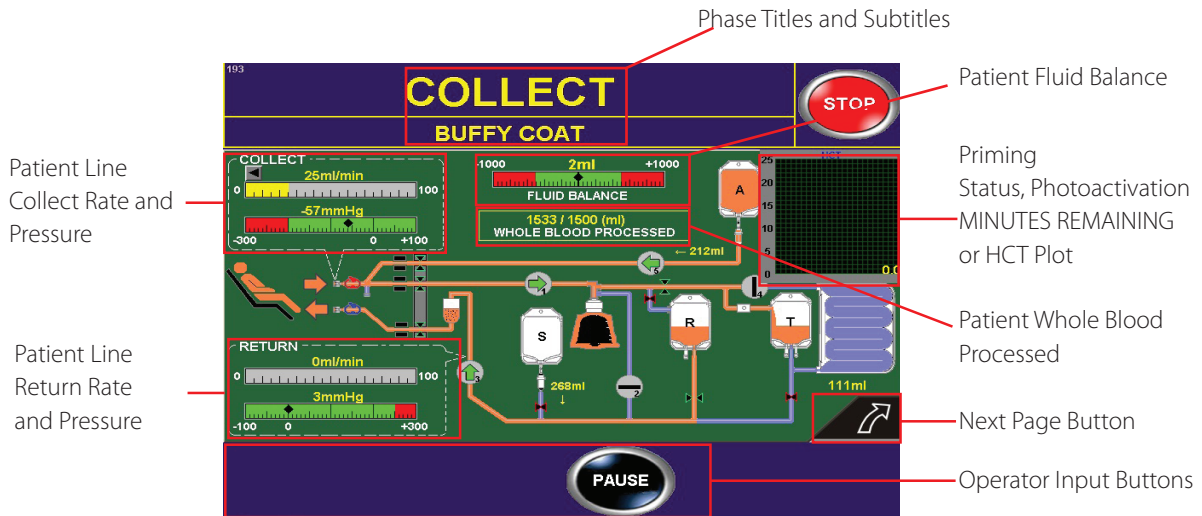 Phase Titles and Subtitles
193
COLLECT
BUFFY COAT
STOP
Patient Fluid Balance
Patient Line
Collect Rate and
Pressure
COLLECT
25ml/min
0
100
-57mmHg
-300
0
+100
-1000
2ml
+1000
FLUID BALANCE
1533 / 1500 (ml)
WHOLE BLOOD PROCESSED
← 212ml
A
HCT
25
20
15
10
5
0
0.0
Priming
Status, Photoactivation
MINUTES REMAINING
or HCT Plot
5
1
4
S
R
T
3
2
268ml
↓
111ml
Patient Whole Blood
Processed
Patient Line
Return Rate
and Pressure
RETURN
0ml/min
0
100
3mmHg
-100
0
+300
Next Page Button
PAUSE
Operator Input Buttons